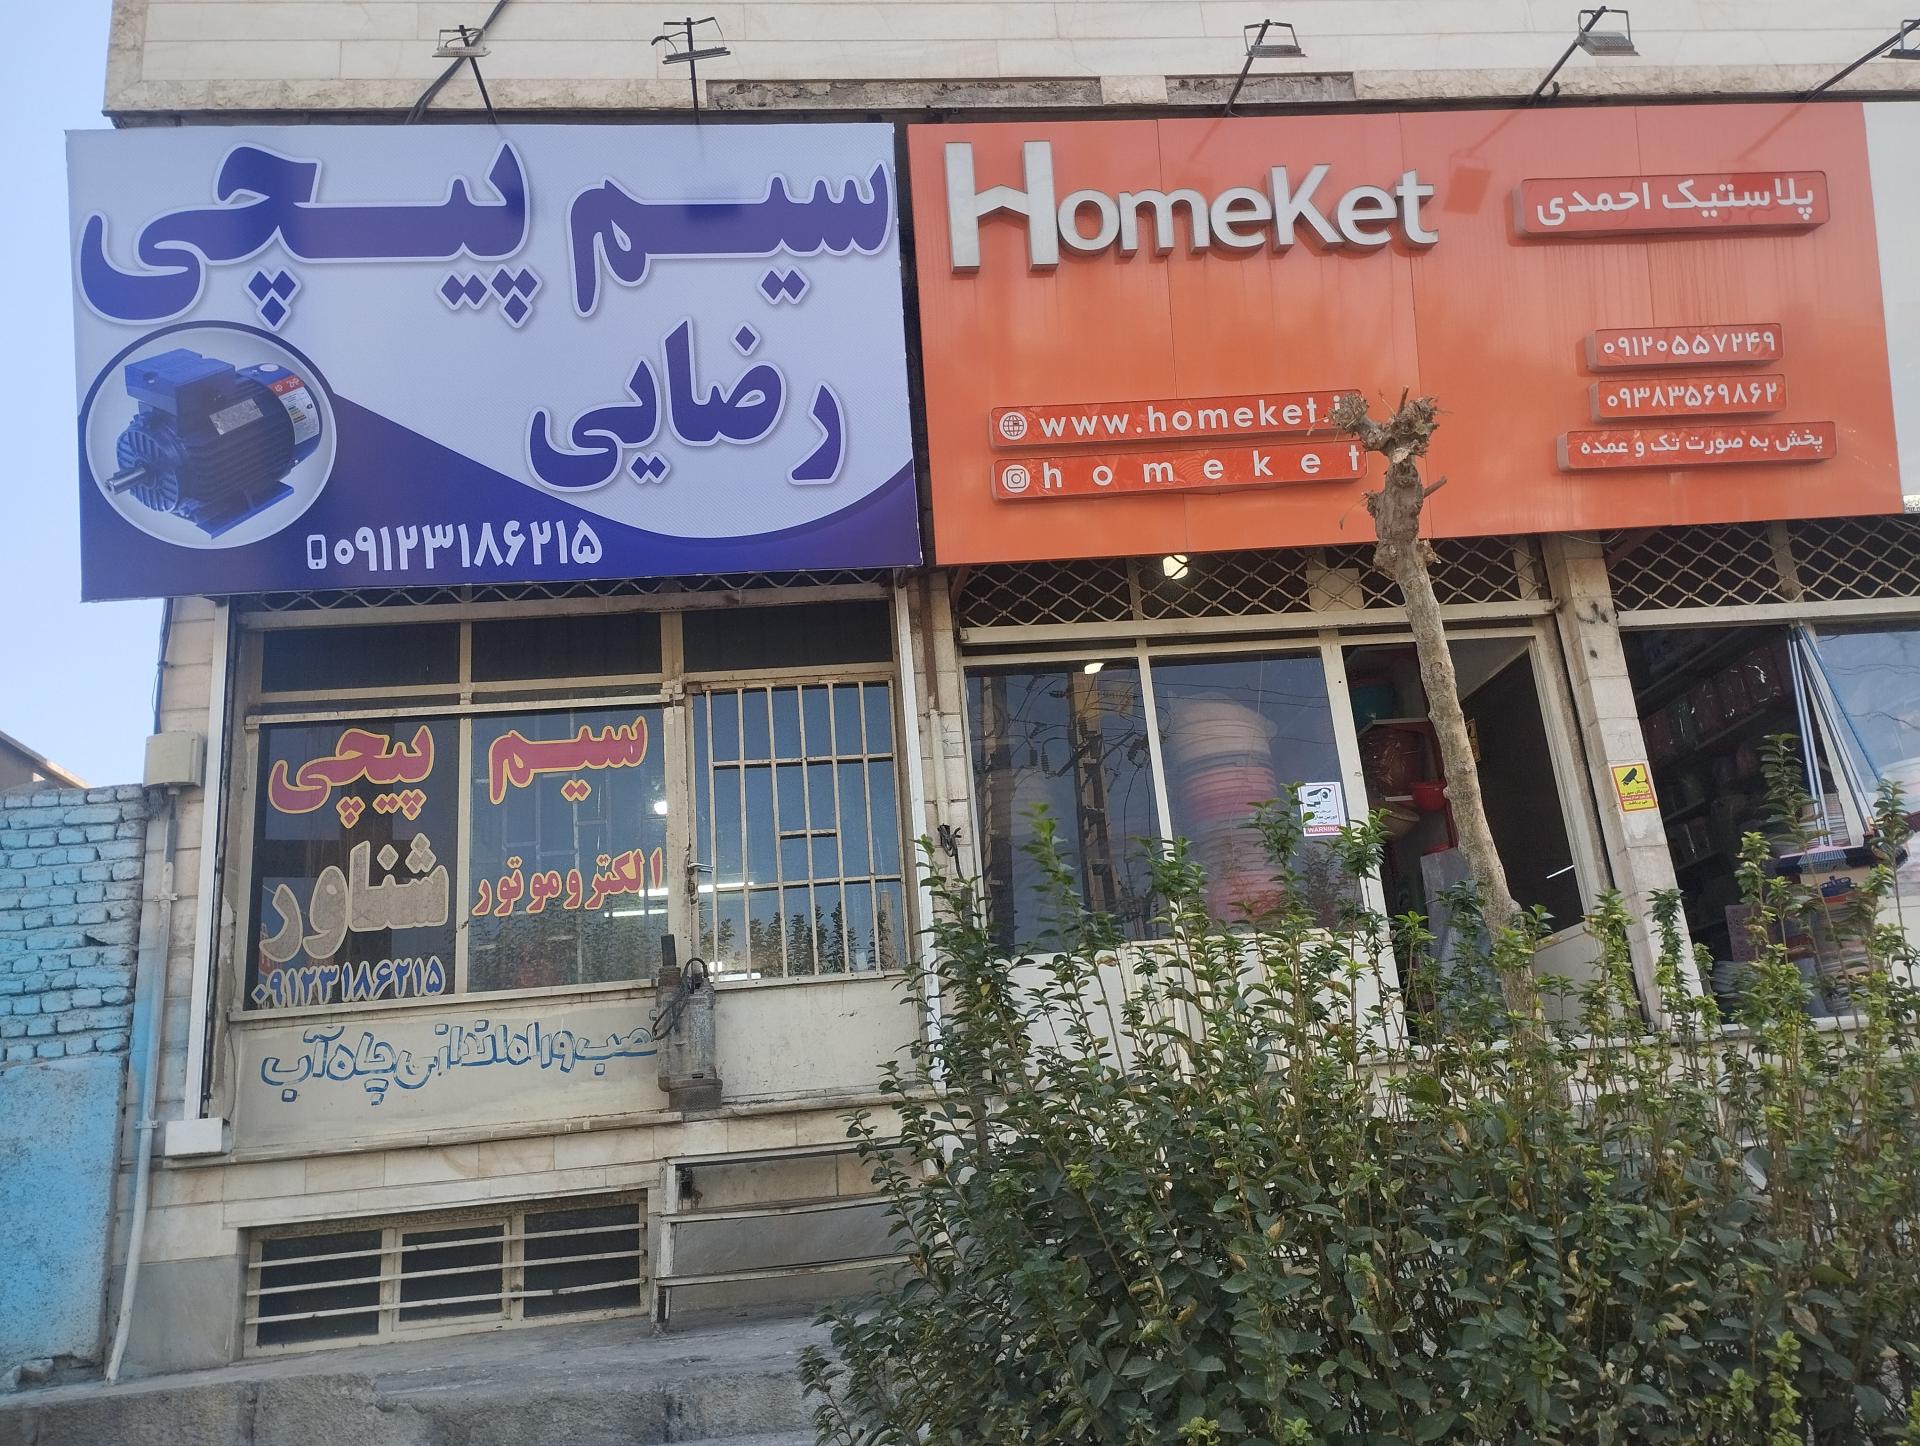 سیم پیچی
رضایی
۰۹۱۲۳۱۸۶۲۱۵
HomeKet
پلاستیک احمدی
۰۹۱۲۰۵۵۷۲۴۹
۰۹۳۸۳۵۶۹۸۶۲
پخش به صورت تک و عمده
www.homeket.i
homeket
سیم پیچی
الکتروموتور
شناور
۰۹۱۲۳۱۸۶۲۱۵
نصب و راه اندازی چاه آب
WARNING